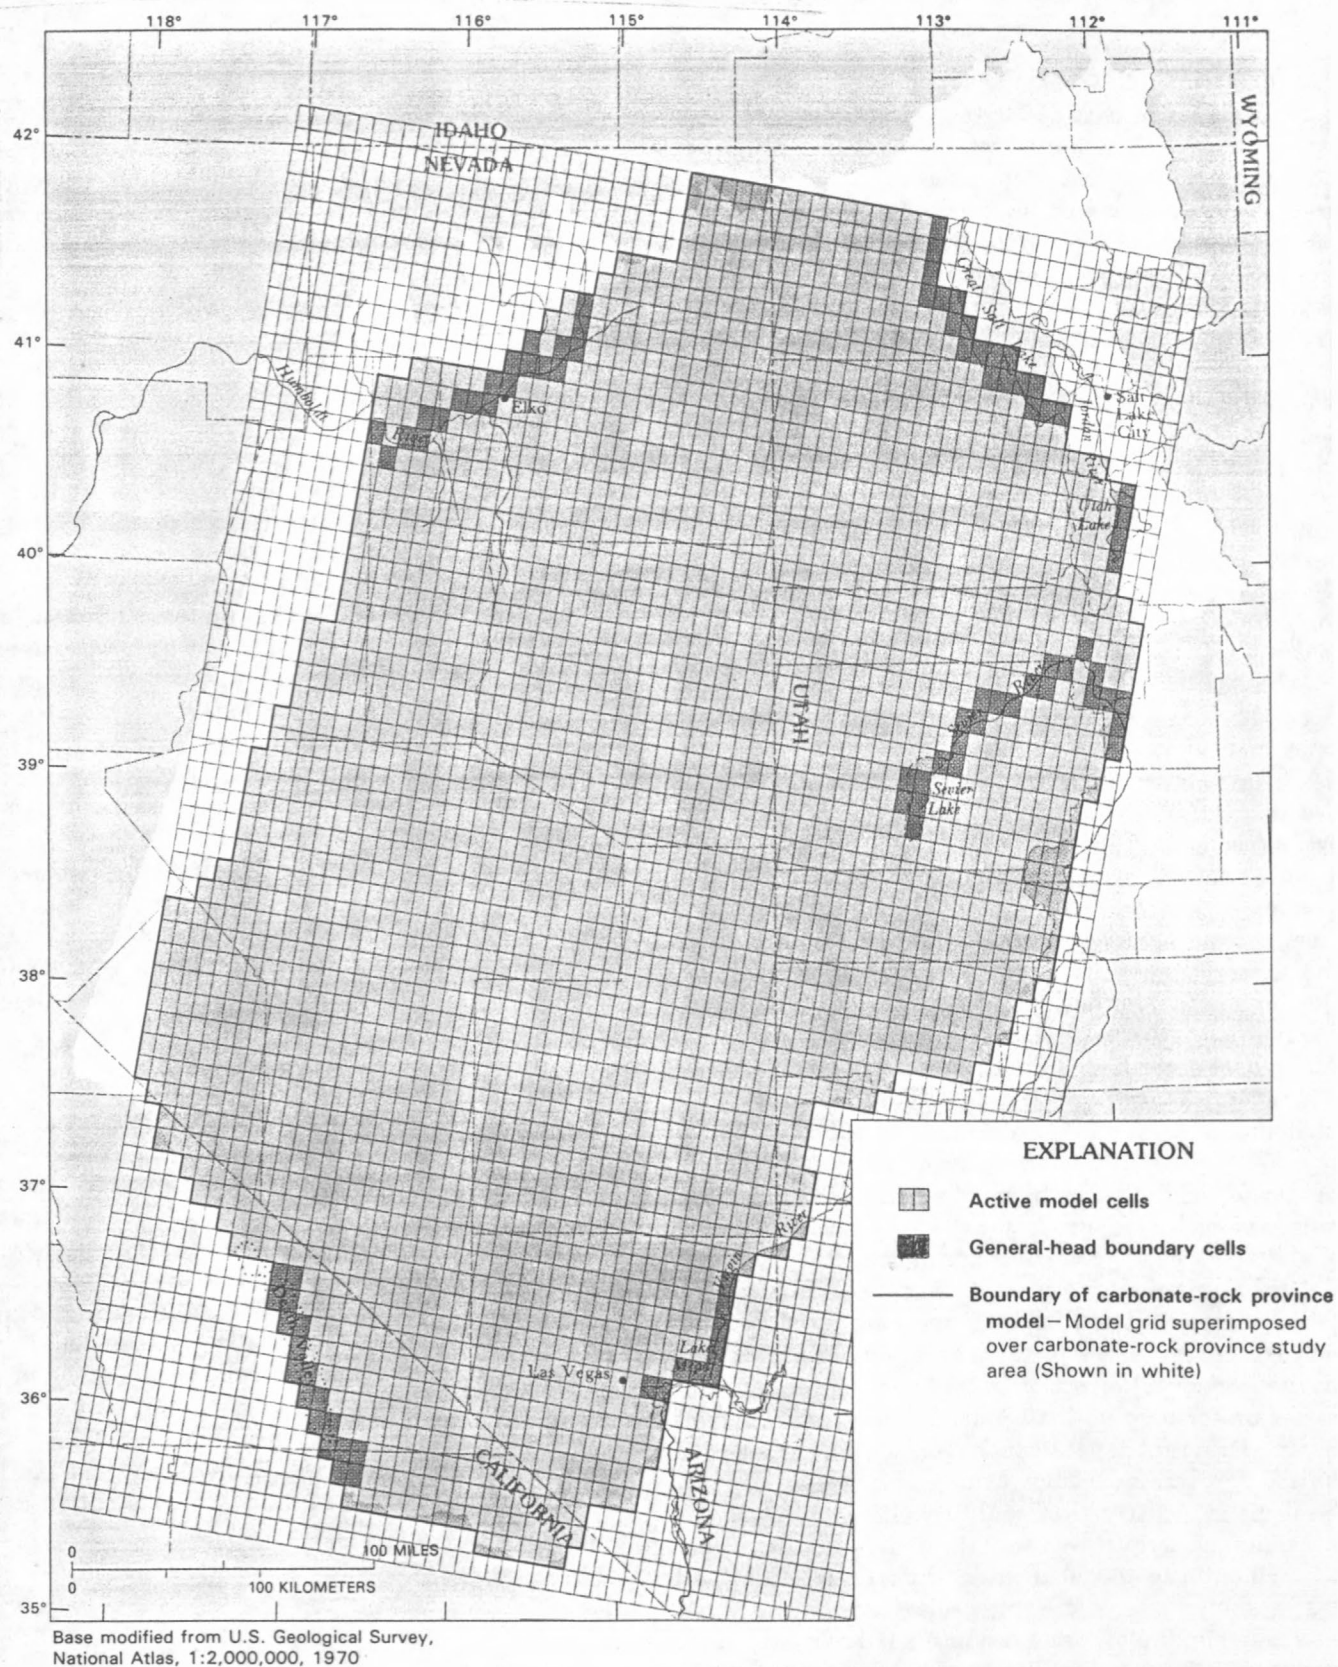 118° 117° 116° 115° 114° 113° 112° 111°
42°
IDAHO
NEVADA
WYOMING
Great Salt Lake
41°
Humboldt
River
Elko
Salt
Lake
City
Jordan River
Utah
Lake
40°
UTAH
Sevier River
39°
Sevier
Lake
38°
37°
Virgin River
Death Valley
Lake
Mead
Las Vegas
36°
CALIFORNIA
ARIZONA
0 100 MILES
0 100 KILOMETERS
35°
EXPLANATION
Active model cells
General-head boundary cells
Boundary of carbonate-rock province
model—Model grid superimposed
over carbonate-rock province study
area (Shown in white)
Base modified from U.S. Geological Survey,
National Atlas, 1:2,000,000, 1970